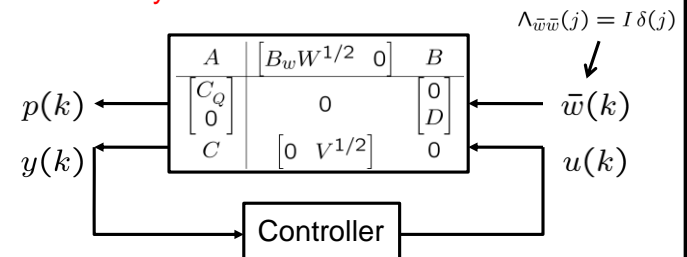 Λ_{w̄w̄}(j) = I δ(j)
A [B_w W^{1/2} 0] B
p(k) [C_Q 0] 0 [0 D] w̄(k)
y(k) C [0 V^{1/2}] 0 u(k)
Controller